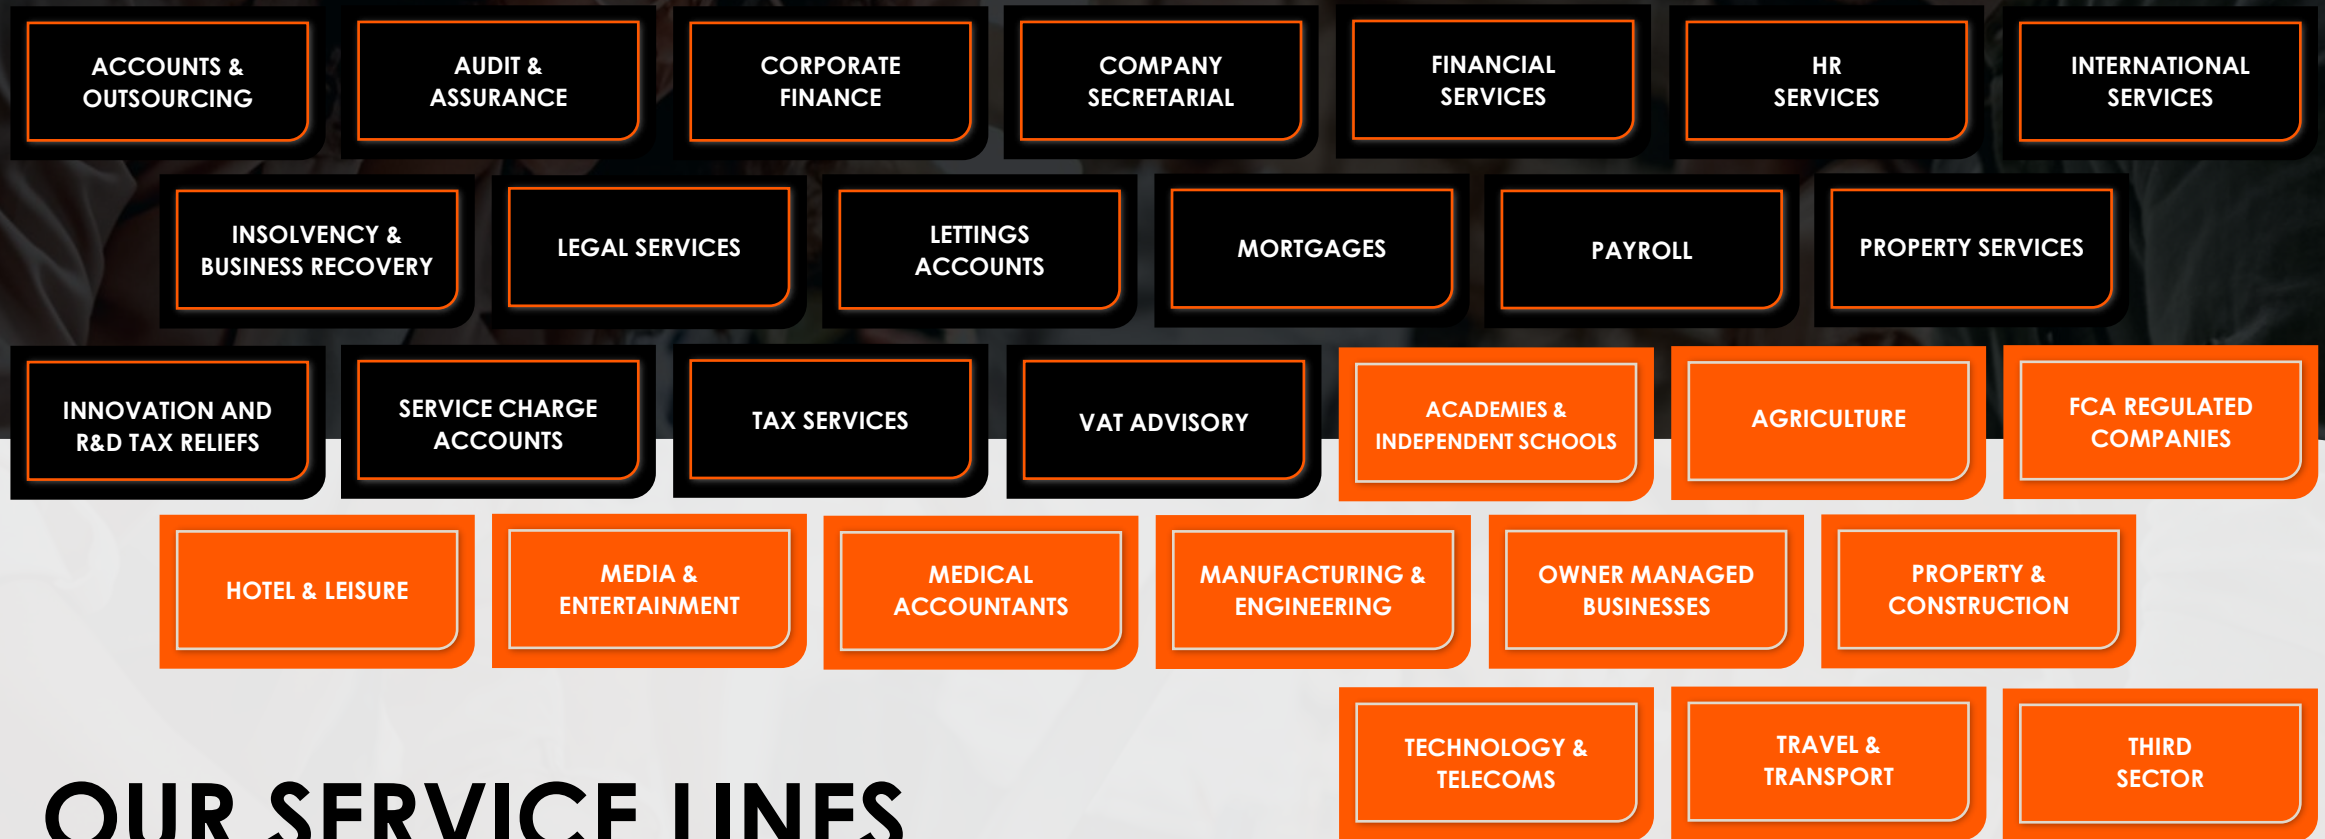 ACCOUNTS &
OUTSOURCING
AUDIT &
ASSURANCE
CORPORATE
FINANCE
COMPANY
SECRETARIAL
FINANCIAL
SERVICES
HR
SERVICES
INTERNATIONAL
SERVICES
INSOLVENCY &
BUSINESS RECOVERY
LEGAL SERVICES
LETTINGS
ACCOUNTS
MORTGAGES
PAYROLL
PROPERTY SERVICES
INNOVATION AND
R&D TAX RELIEFS
SERVICE CHARGE
ACCOUNTS
TAX SERVICES
VAT ADVISORY
ACADEMIES &
INDEPENDENT SCHOOLS
AGRICULTURE
FCA REGULATED
COMPANIES
HOTEL & LEISURE
MEDIA &
ENTERTAINMENT
MEDICAL
ACCOUNTANTS
MANUFACTURING &
ENGINEERING
OWNER MANAGED
BUSINESSES
PROPERTY &
CONSTRUCTION
TECHNOLOGY &
TELECOMS
TRAVEL &
TRANSPORT
THIRD
SECTOR
OUR SERVICE LINES